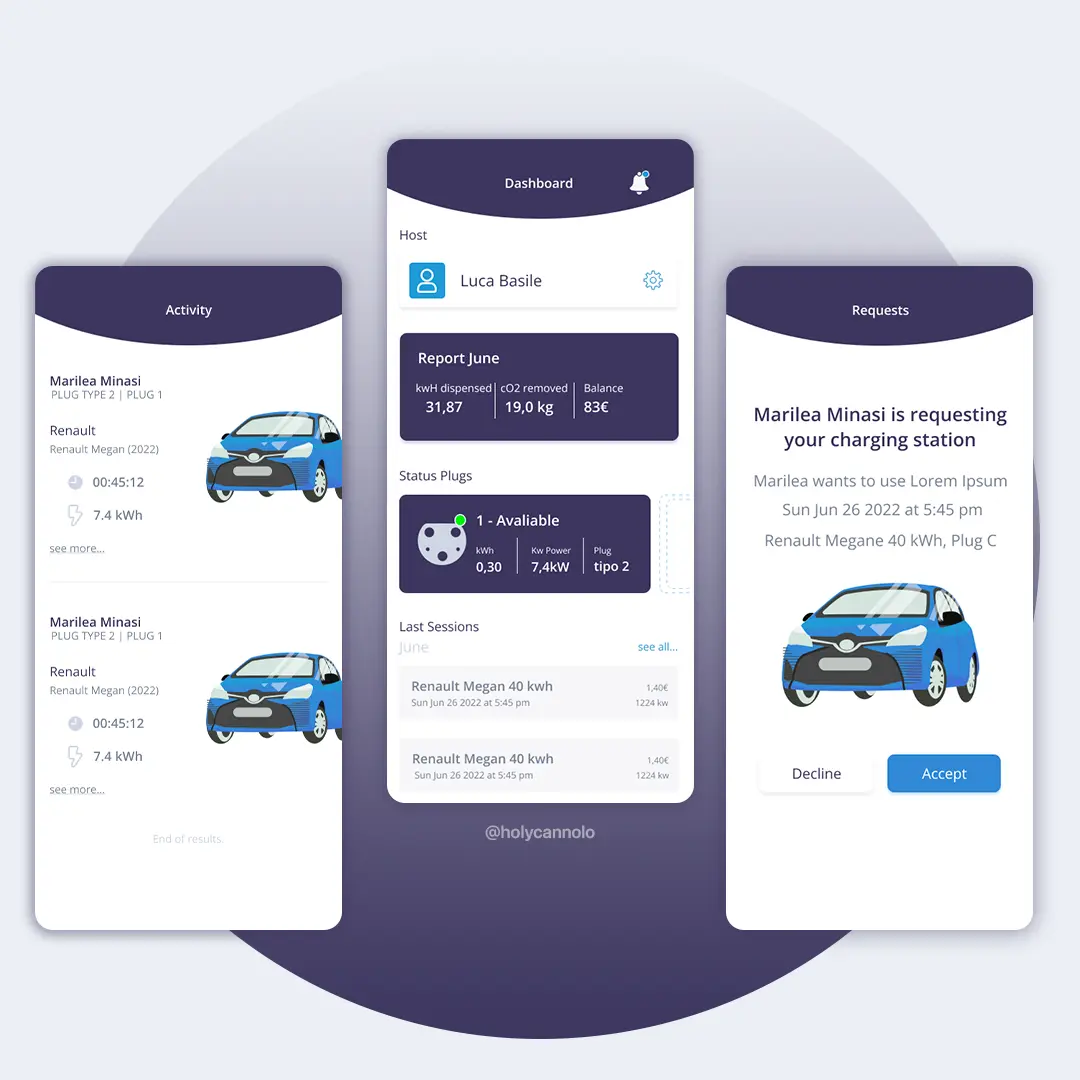 Activity
Marilea Minasi
PLUG TYPE 2 | PLUG 1
Renault
Renault Megan (2022)
00:45:12
7.4 kWh
see more...
Marilea Minasi
PLUG TYPE 2 | PLUG 1
Renault
Renault Megan (2022)
00:45:12
7.4 kWh
see more...
End of results.
Dashboard
Host
Luca Basile
Report June
kwH dispensed cO2 removed Balance
31,87 19,0 kg 83€
Status Plugs
1 - Avaliable
kWh Kw Power Plug
0,30 7,4kW tipo 2
Last Sessions
June see all...
Renault Megan 40 kwh 1,40€
Sun Jun 26 2022 at 5:45 pm 1224 kw
Renault Megan 40 kwh 1,40€
Sun Jun 26 2022 at 5:45 pm 1224 kw
@holycannolo
Requests
Marilea Minasi is requesting
your charging station
Marilea wants to use Lorem Ipsum
Sun Jun 26 2022 at 5:45 pm
Renault Megane 40 kWh, Plug C
Decline Accept